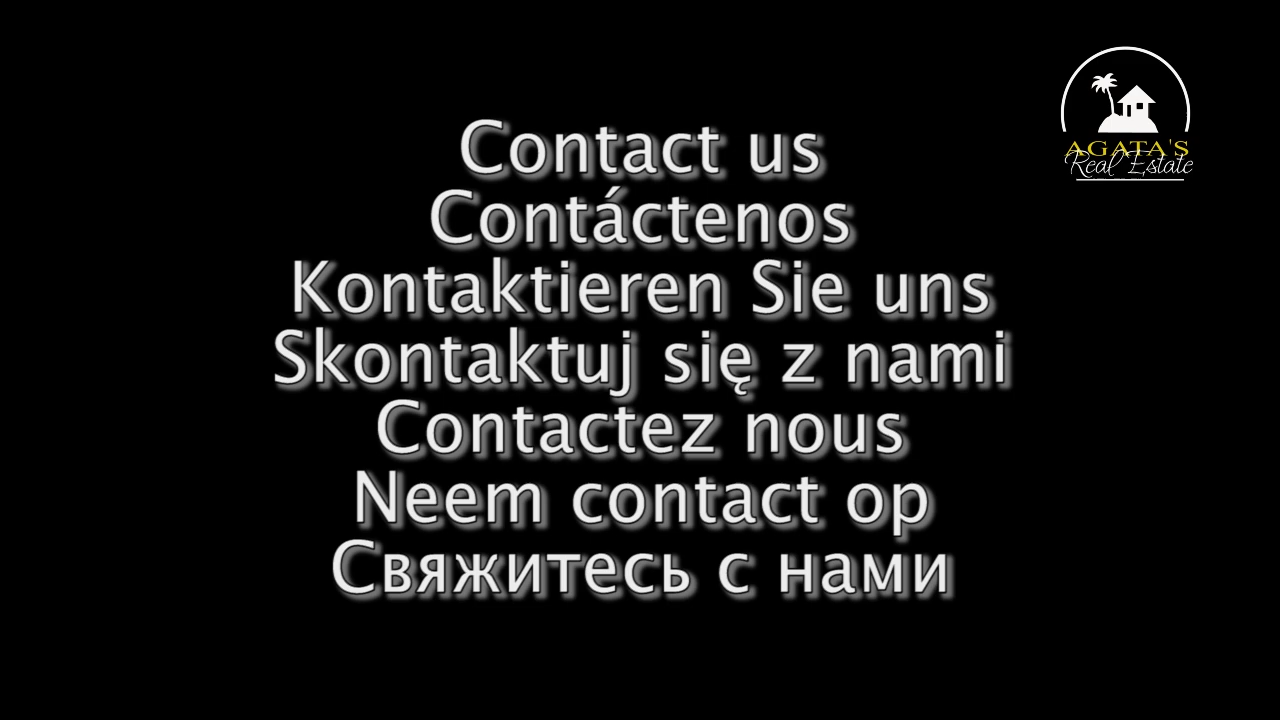 Contact us
Contáctenos
Kontaktieren Sie uns
Skontaktuj się z nami
Contactez nous
Neem contact op
Свяжитесь с нами
AGATA'S
Real Estate